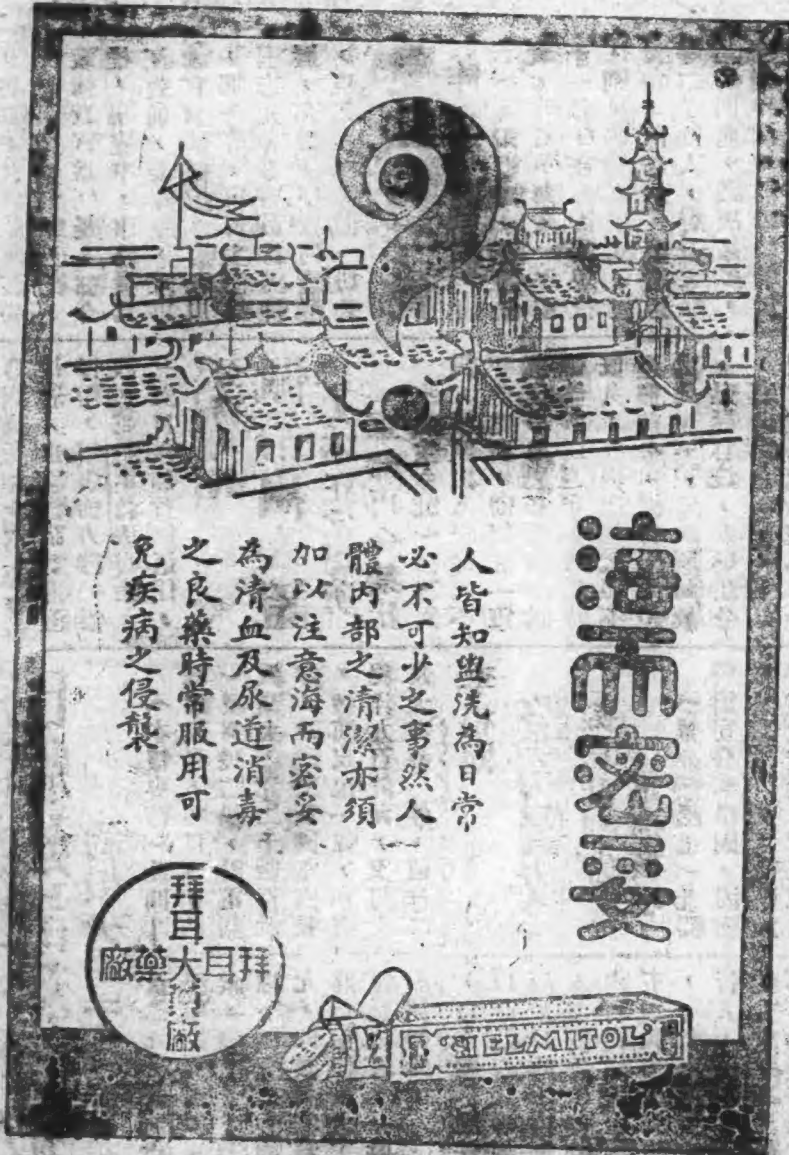 海而密妥
人皆知盥洗為日常
必不可少之事然人
體內部之清潔亦須
加以注意海而密妥
為清血及尿道消毒
之良藥時常服用可
免疾病之侵襲
拜耳大藥廠
拜耳大藥廠
HELMITOL